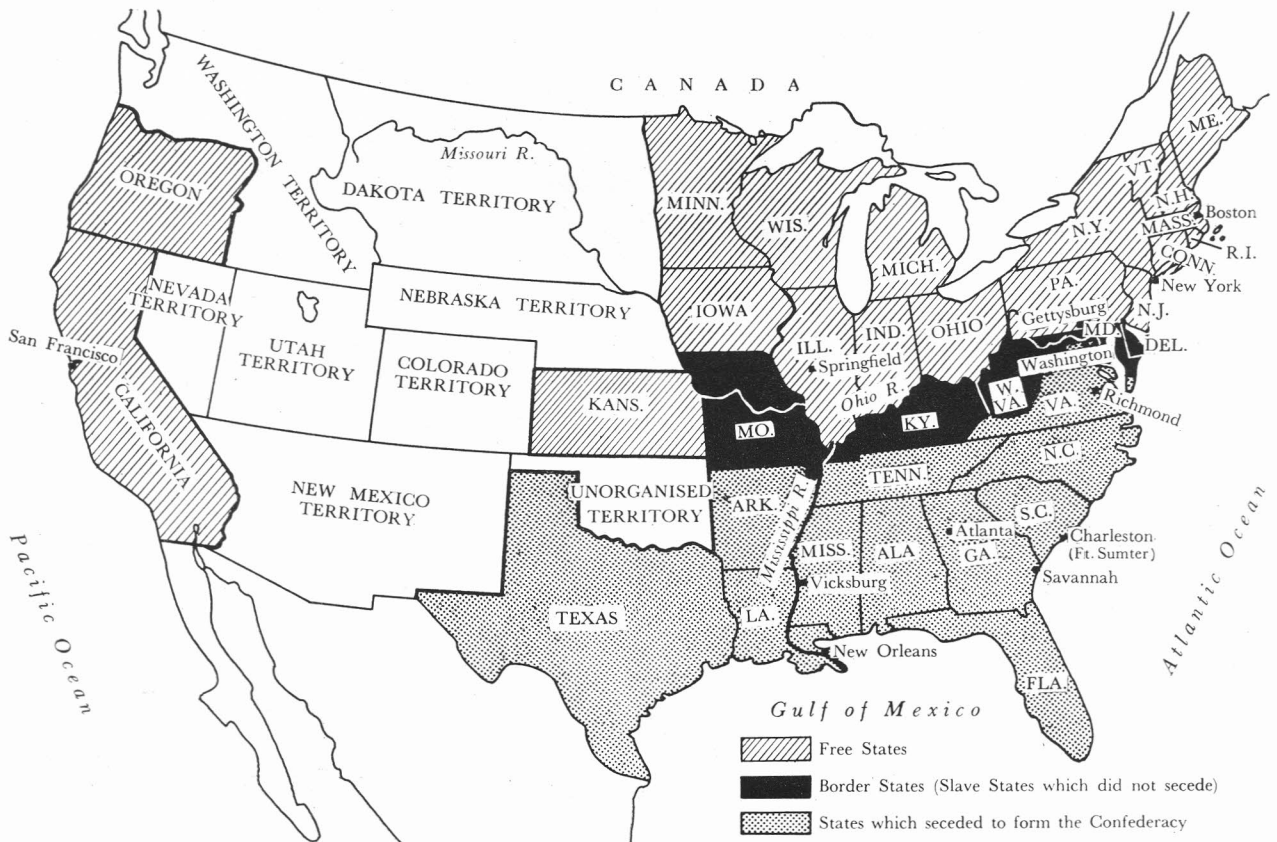 CANADA
WASHINGTON TERRITORY
Missouri R.
DAKOTA TERRITORY
OREGON
MINN.
WIS.
MICH.
ME.
VT.
N.H.
Boston
MASS.
N.Y.
R.I.
CONN.
New York
NEVADA
TERRITORY
NEBRASKA TERRITORY
IOWA
PA.
Gettysburg
N.J.
ILL.
IND.
OHIO
MD.
DEL.
San Francisco
UTAH
TERRITORY
COLORADO
TERRITORY
Springfield
Washington
Ohio R.
W.
VA.
VA.
Richmond
CALIFORNIA
KANS.
MO.
KY.
N.C.
TENN.
NEW MEXICO
TERRITORY
UNORGANISED
TERRITORY
ARK.
Mississippi R.
S.C.
Atlanta
GA.
Charleston
(Ft. Sumter)
MISS.
ALA
Savannah
Vicksburg
Pacific Ocean
Atlantic Ocean
TEXAS
LA.
New Orleans
FLA.
Gulf of Mexico
Free States
Border States (Slave States which did not secede)
States which seceded to form the Confederacy